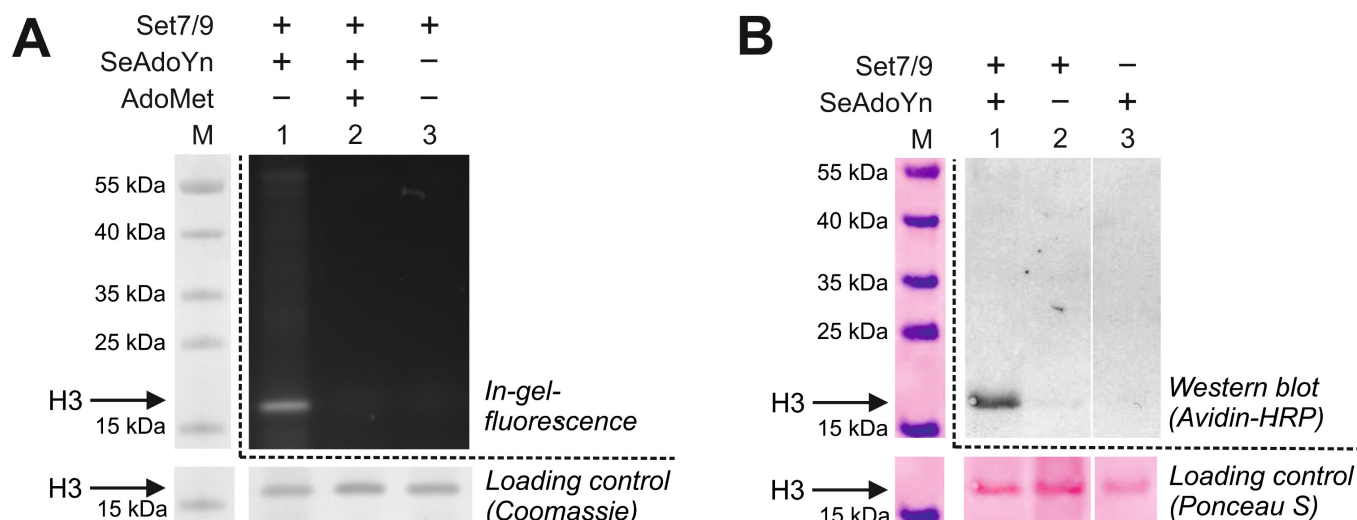 A
Set7/9 + + +
SeAdoYn + + −
AdoMet − + −
M 1 2 3
55 kDa
40 kDa
35 kDa
25 kDa
H3
15 kDa
In-gel-
fluorescence
H3
15 kDa
Loading control
(Coomassie)
B
Set7/9 + + −
SeAdoYn + − +
M 1 2 3
55 kDa
40 kDa
35 kDa
25 kDa
H3
15 kDa
Western blot
(Avidin-HRP)
H3
15 kDa
Loading control
(Ponceau S)